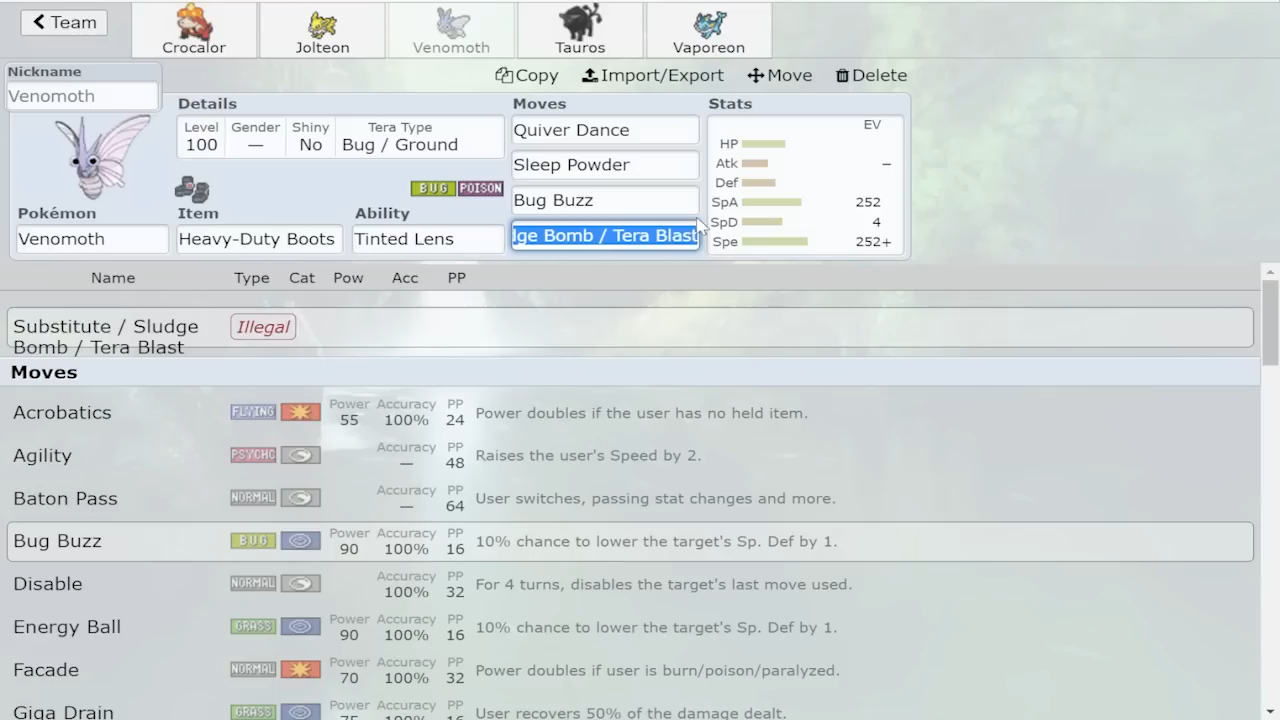 Team
Crocalor
Jolteon
Venomoth
Tauros
Vaporeon
Nickname
Venomoth
Copy
Import/Export
Move
Delete
Details
Moves
Stats
Level
Gender
Shiny
Tera Type
100
—
No
Bug / Ground
Quiver Dance
EV
HP
Sleep Powder
Atk
–
Def
BUG POISON
Bug Buzz
SpA 252
Pokémon
Item
Ability
SpD 4
Venomoth
Heavy-Duty Boots
Tinted Lens
ge Bomb / Tera Blast
Spe 252+
Name Type Cat Pow Acc PP
Substitute / Sludge
Bomb / Tera Blast
Illegal
Moves
Acrobatics FLYING Power 55 Accuracy 100% PP 24 Power doubles if the user has no held item.
Agility PSYCHC Accuracy — PP 48 Raises the user's Speed by 2.
Baton Pass NORMAL Accuracy — PP 64 User switches, passing stat changes and more.
Bug Buzz BUG Power 90 Accuracy 100% PP 16 10% chance to lower the target's Sp. Def by 1.
Disable NORMAL Accuracy 100% PP 32 For 4 turns, disables the target's last move used.
Energy Ball GRASS Power 90 Accuracy 100% PP 16 10% chance to lower the target's Sp. Def by 1.
Facade NORMAL Power 70 Accuracy 100% PP 32 Power doubles if user is burn/poison/paralyzed.
Giga Drain GRASS Power 75 Accuracy 100% PP 16 User recovers 50% of the damage dealt.